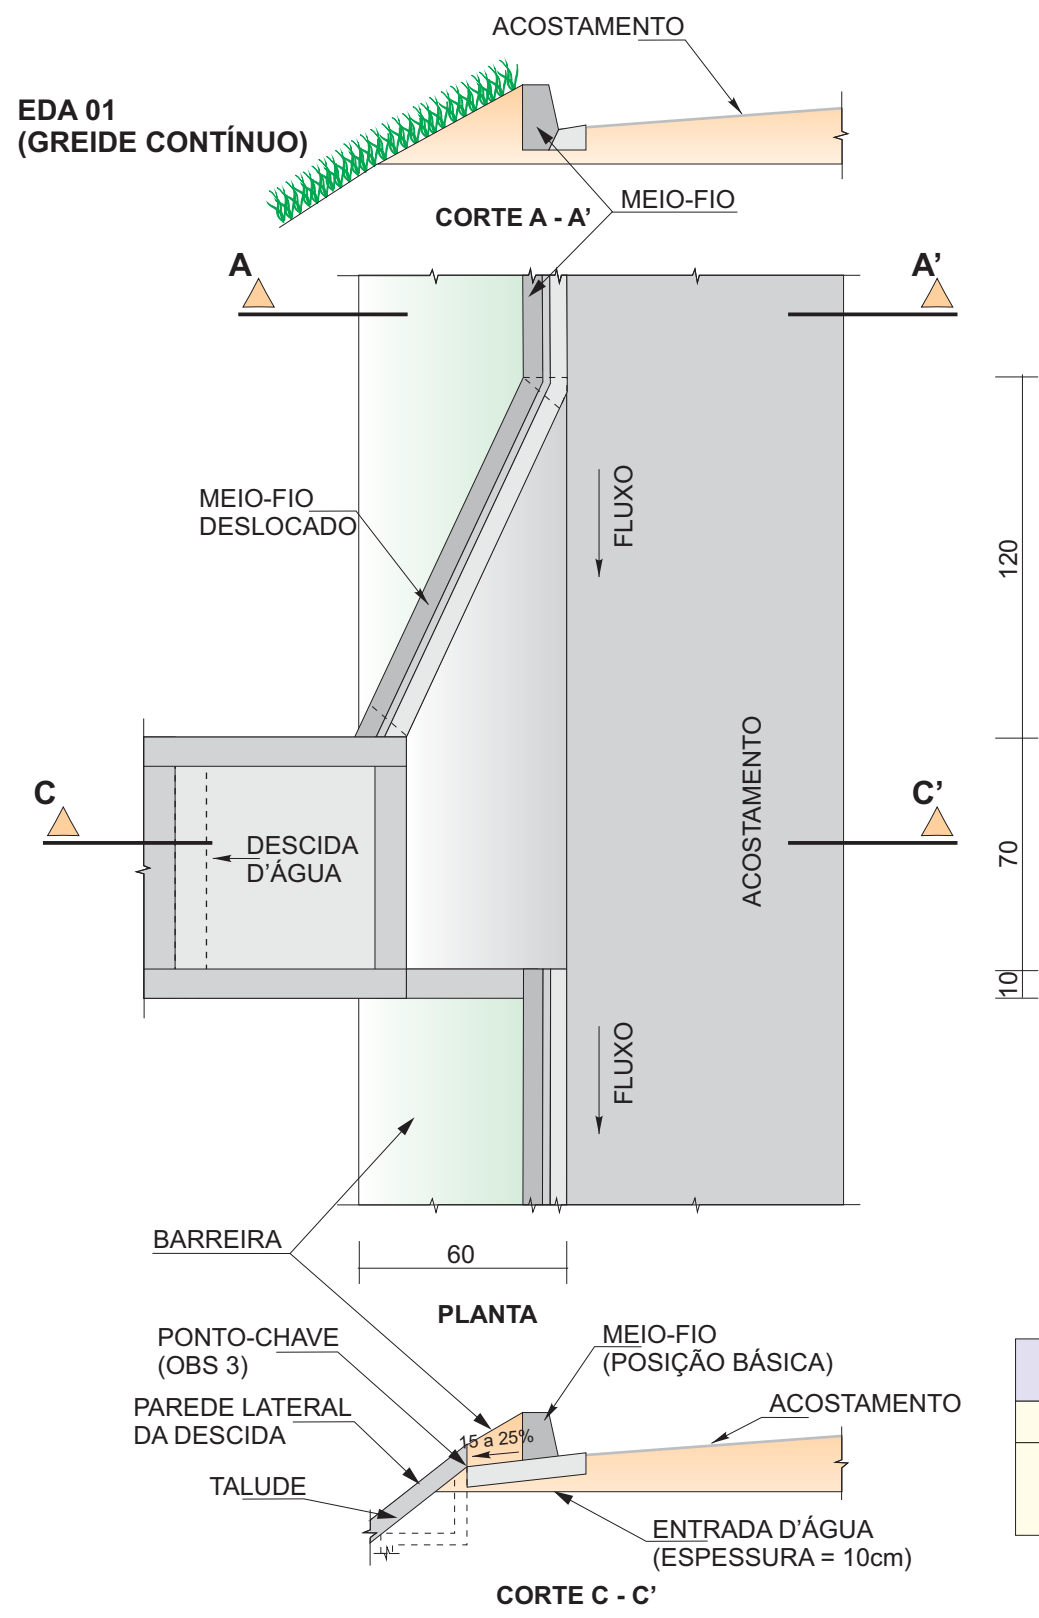 ACOSTAMENTO
EDA 01
(GREIDE CONTÍNUO)
MEIO-FIO
CORTE A - A’
A
A’
MEIO-FIO
DESLOCADO
FLUXO
120
ACOSTAMENTO
C
C’
DESCIDA
D’ÁGUA
70
10
FLUXO
BARREIRA
60
PLANTA
PONTO-CHAVE
(OBS 3)
MEIO-FIO
(POSIÇÃO BÁSICA)
PAREDE LATERAL
DA DESCIDA
ACOSTAMENTO
15 a 25%
TALUDE
ENTRADA D’ÁGUA
(ESPESSURA = 10cm)
CORTE C - C’